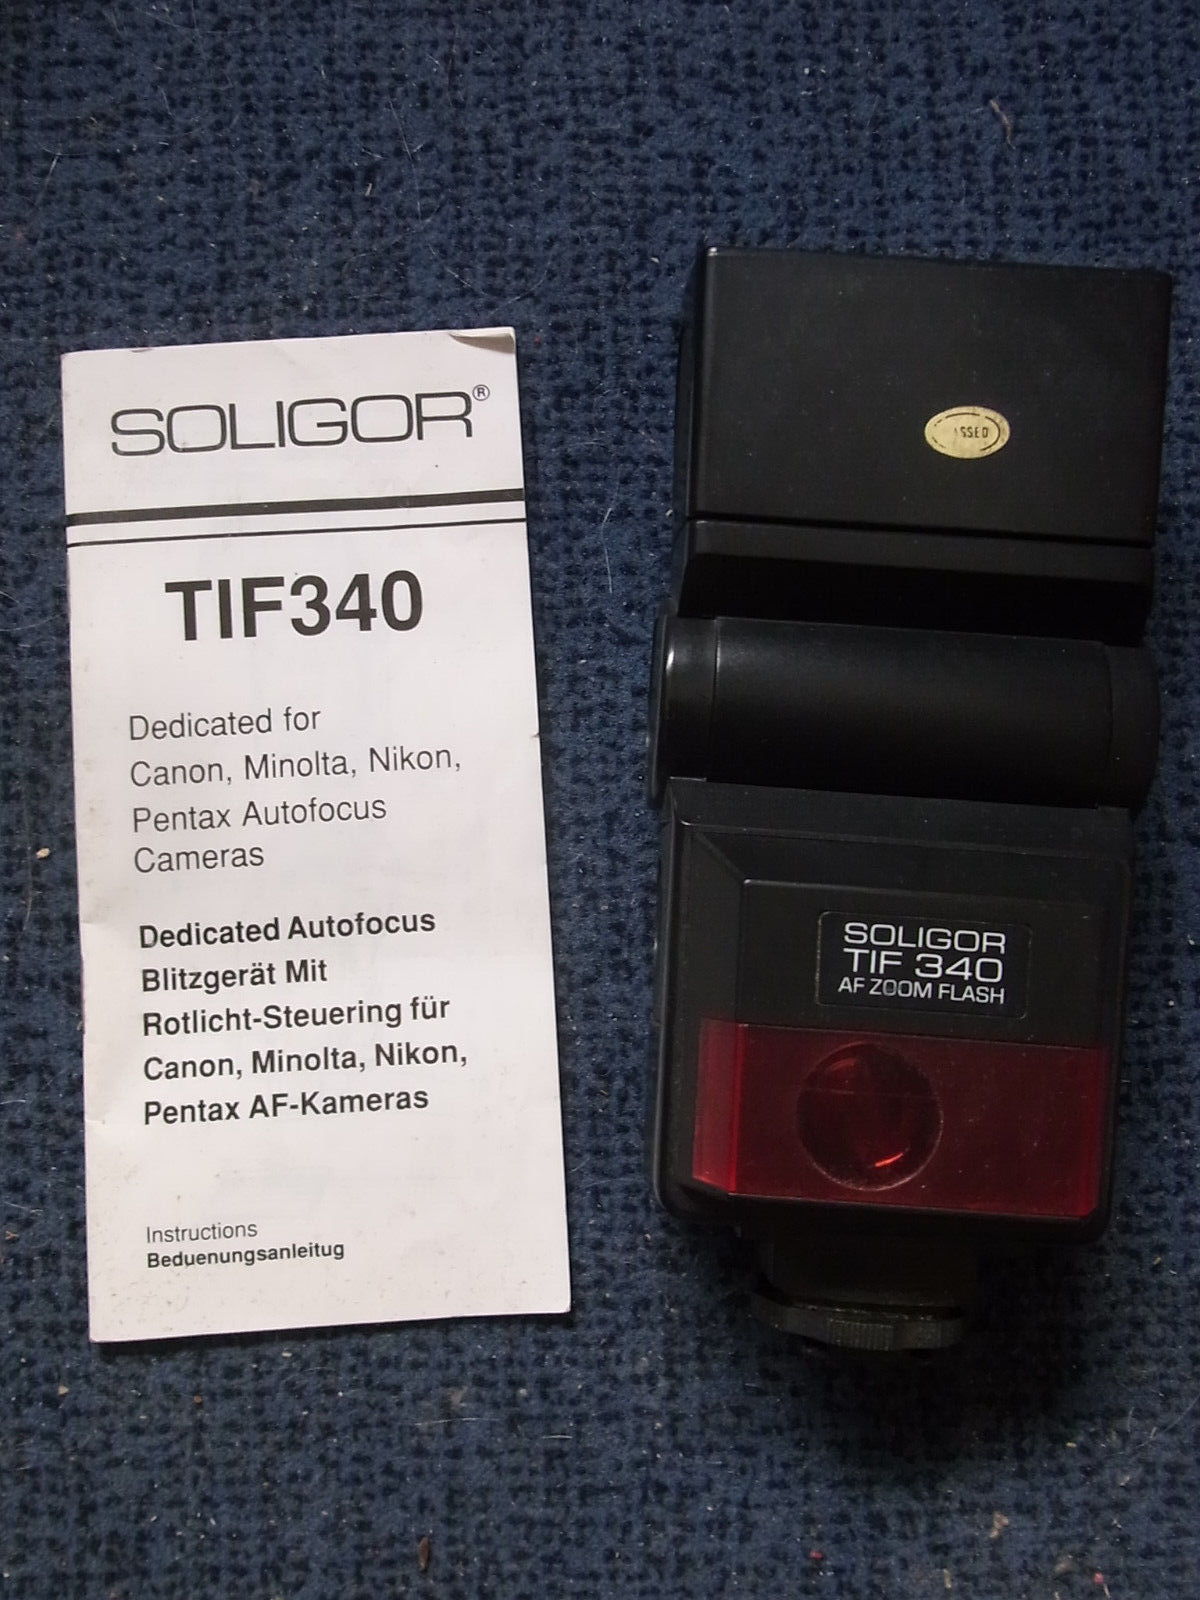 SOLIGOR®
TIF340
Dedicated for
Canon, Minolta, Nikon,
Pentax Autofocus
Cameras
Dedicated Autofocus
Blitzgerät Mit
Rotlicht-Steuering für
Canon, Minolta, Nikon,
Pentax AF-Kameras
Instructions
Beduenungsanleitug
SOLIGOR
TIF 340
AF ZOOM FLASH